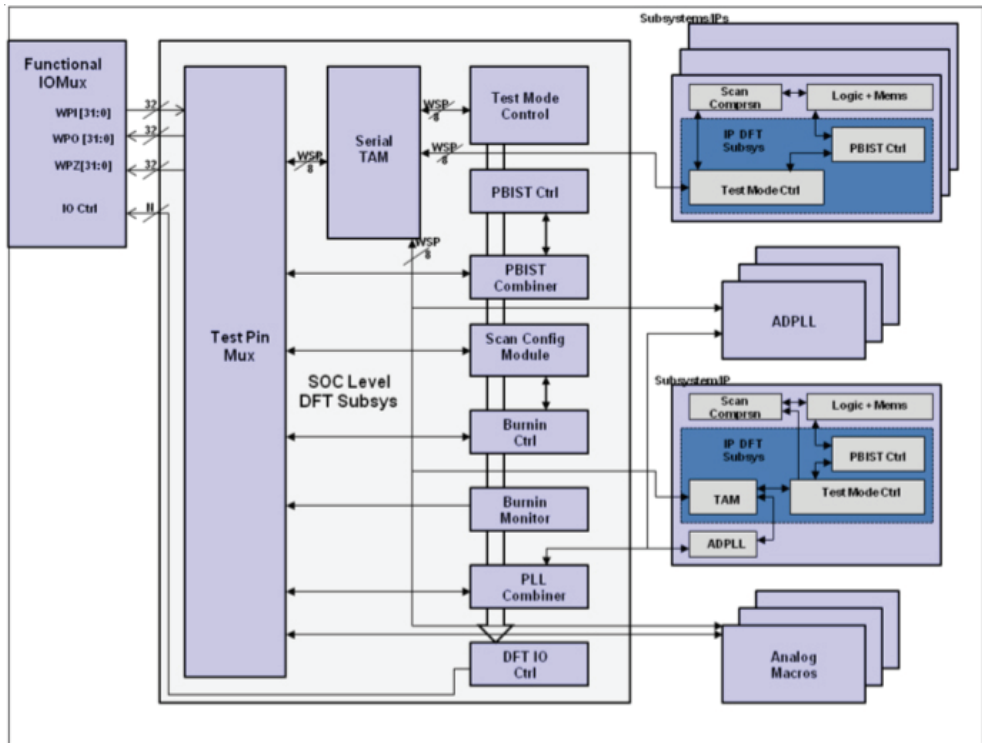 Subsystems/IPs
Functional
IOMux
WPI[31:0]
WPO [31:0]
WPZ[31:0]
IO Ctrl
32
32
32
II
Test Pin
Mux
WSP
8
Serial
TAM
WSP
8
WSP
8
WSP
8
SOC Level
DFT Subsys
Test Mode
Control
PBIST Ctrl
PBIST
Combiner
Scan Config
Module
Burnin
Ctrl
Burnin
Monitor
PLL
Combiner
DFT IO
Ctrl
Scan
Comprsn
Logic + Mems
IP DFT
Subsys
PBIST Ctrl
Test Mode Ctrl
ADPLL
Subsystem/IP
Scan
Comprsn
Logic + Mems
IP DFT
Subsys
PBIST Ctrl
TAM
Test Mode Ctrl
ADPLL
Analog
Macros